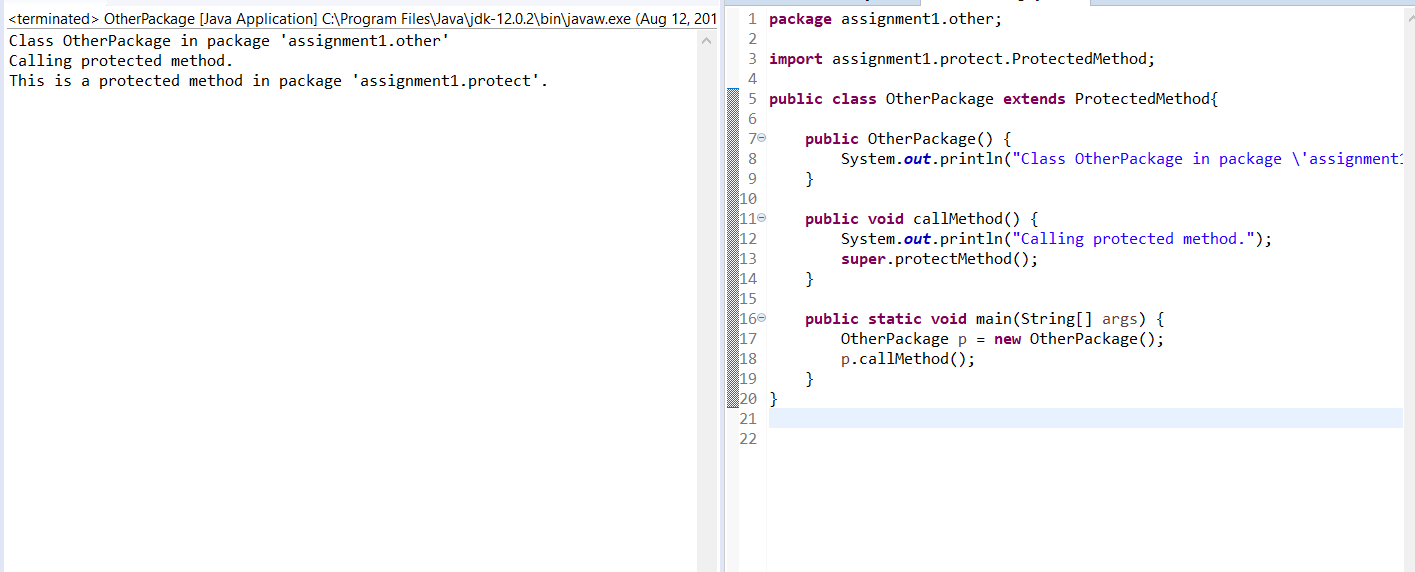 <terminated> OtherPackage [Java Application] C:\Program Files\Java\jdk-12.0.2\bin\javaw.exe (Aug 12, 201
Class OtherPackage in package 'assignment1.other'
Calling protected method.
This is a protected method in package 'assignment1.protect'.
1 package assignment1.other;
2
3 import assignment1.protect.ProtectedMethod;
4
5 public class OtherPackage extends ProtectedMethod{
6
7 public OtherPackage() {
8 System.out.println("Class OtherPackage in package \'assignment1
9 }
10
11 public void callMethod() {
12 System.out.println("Calling protected method.");
13 super.protectMethod();
14 }
15
16 public static void main(String[] args) {
17 OtherPackage p = new OtherPackage();
18 p.callMethod();
19 }
20 }
21
22